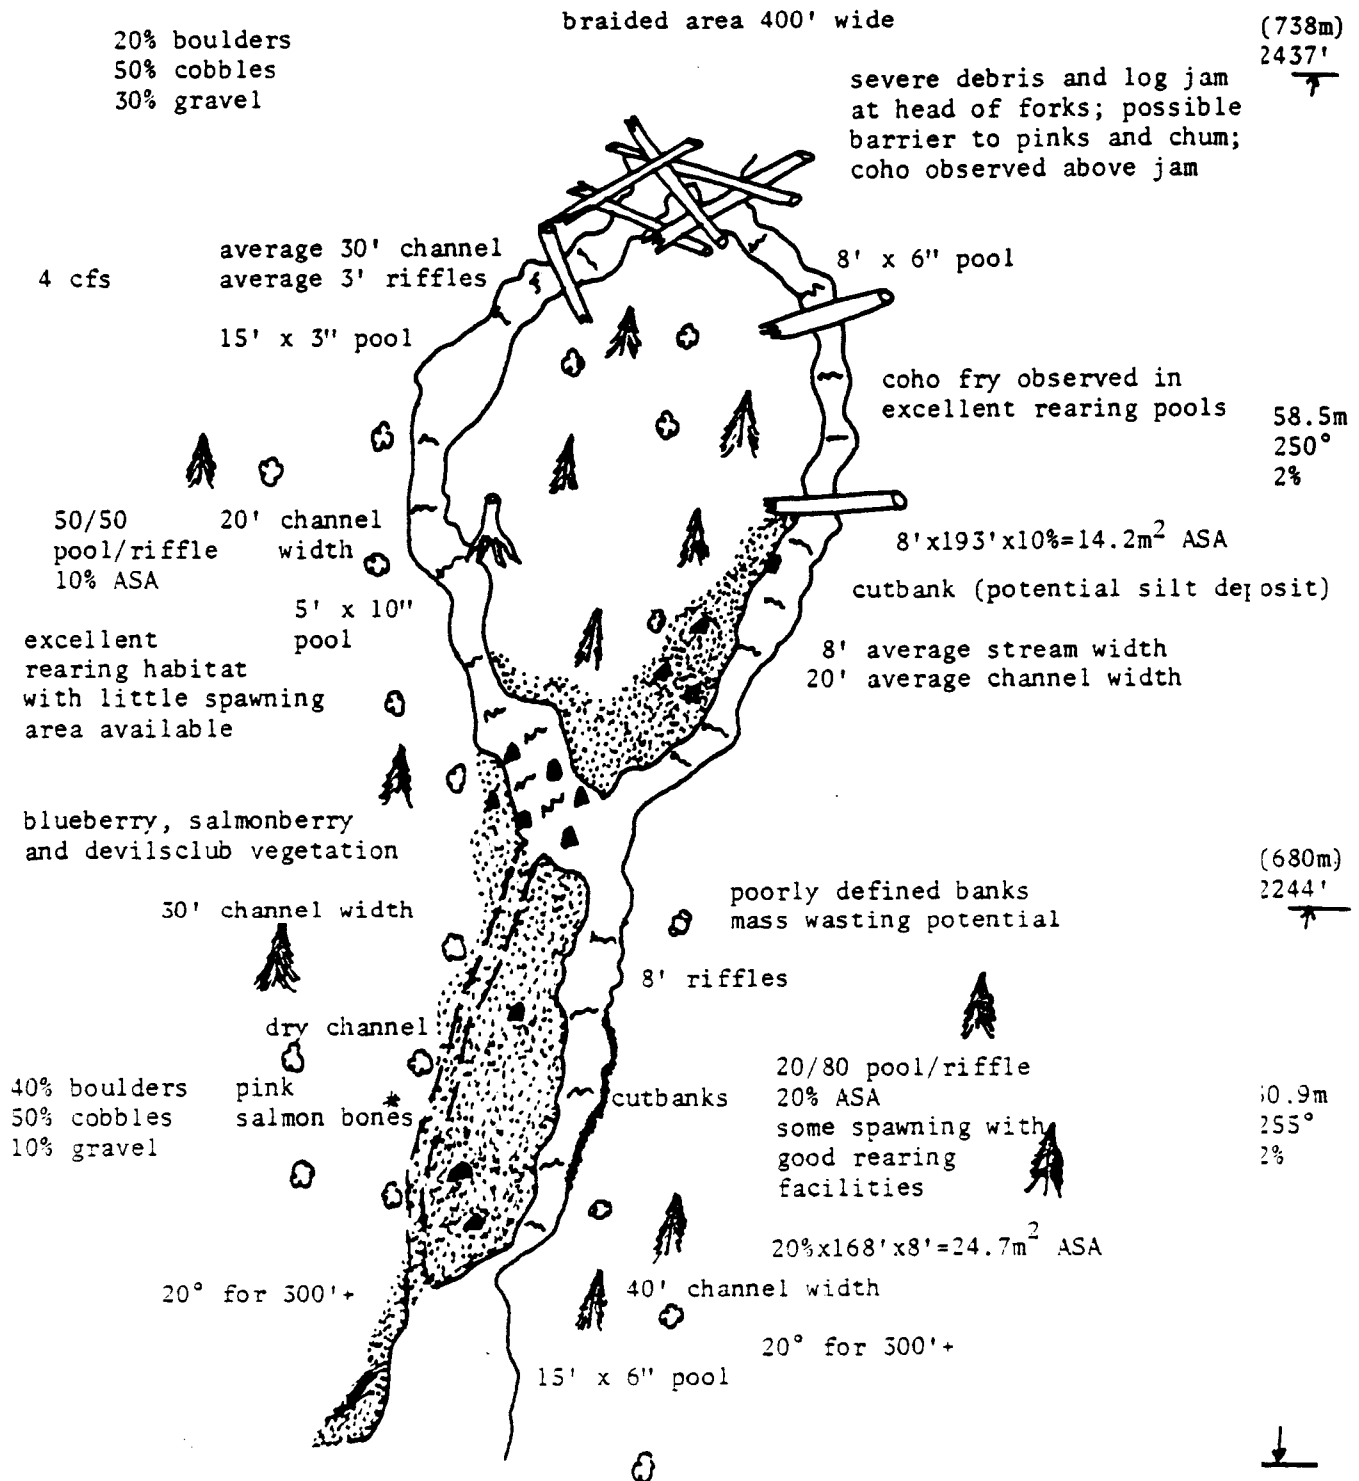 braided area 400' wide
20% boulders
50% cobbles
30% gravel
(738m)
2437'
severe debris and log jam
at head of forks; possible
barrier to pinks and chum;
coho observed above jam
average 30' channel
average 3' riffles
4 cfs
8' x 6" pool
15' x 3" pool
coho fry observed in
excellent rearing pools
58.5m
250°
2%
50/50
pool/riffle
10% ASA
20' channel
width
8'x193'x10%=14.2m² ASA
cutbank (potential silt deposit)
5' x 10"
pool
excellent
rearing habitat
with little spawning
area available
8' average stream width
20' average channel width
blueberry, salmonberry
and devilsclub vegetation
(680m)
2244'
30' channel width
poorly defined banks
mass wasting potential
8' riffles
dry channel
40% boulders
50% cobbles
10% gravel
pink
salmon bones
cutbanks
20/80 pool/riffle
20% ASA
some spawning with
good rearing
facilities
0.9m
255°
2%
20%x168'x8'=24.7m² ASA
20° for 300'+
40' channel width
20° for 300'+
15' x 6" pool